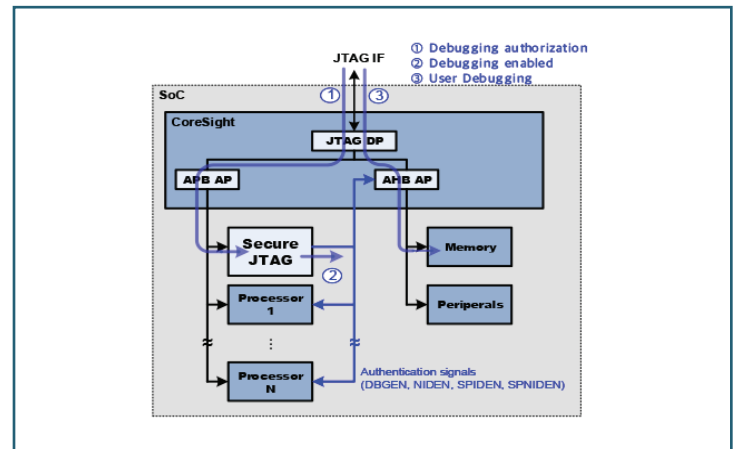 JTAG IF
① Debugging authorization
② Debugging enabled
③ User Debugging
SoC
①
③
CoreSight
JTAG DP
APB AP
AHB AP
Secure
JTAG
②
Memory
Processor
1
Periperals
⋮
Processor
N
Authentication signals
(DBGEN, NIDEN, SPIDEN, SPNIDEN)